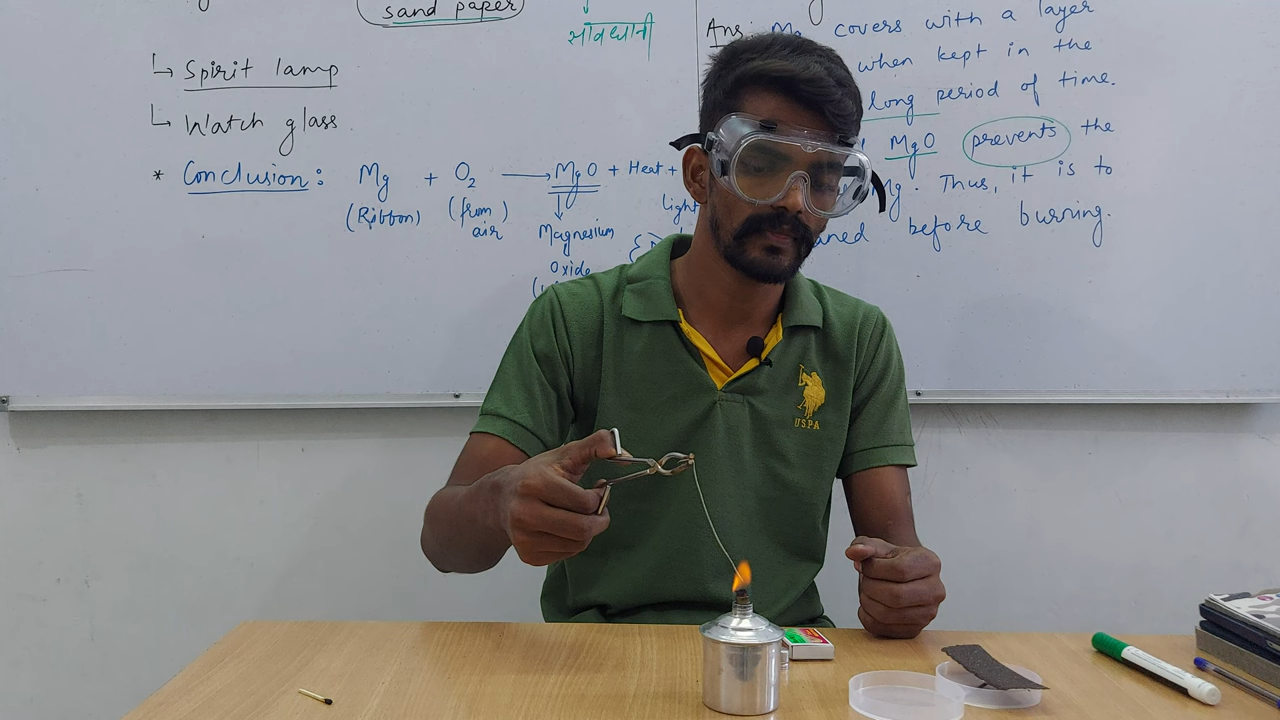 sand paper
सावधानी
↳ Spirit lamp
↳ Watch glass
* Conclusion: Mg + O2 → MgO + Heat +
(Ribbon) (from air) Light
Magnesium
Oxide
Ans: Mg covers with a layer
when kept in the
long period of time.
MgO prevents the
Thus, it is to
before burning.
USPA